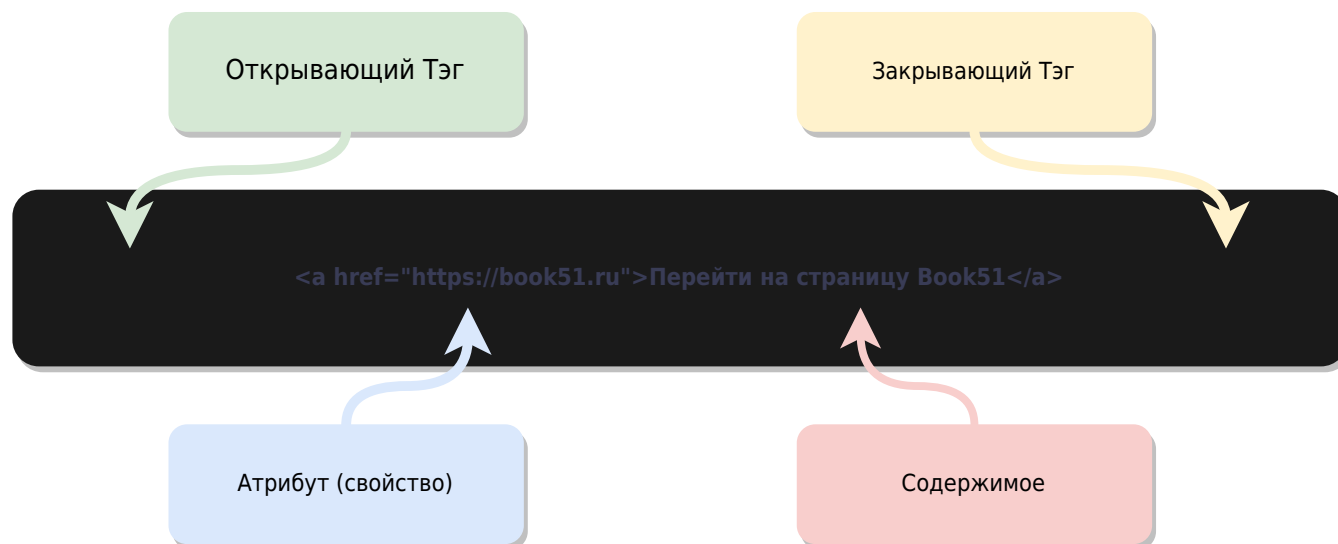 Открывающий Тэг
Закрывающий Тэг
<a href="https://book51.ru">Перейти на страницу Book51</a>
Атрибут (свойство)
Содержимое